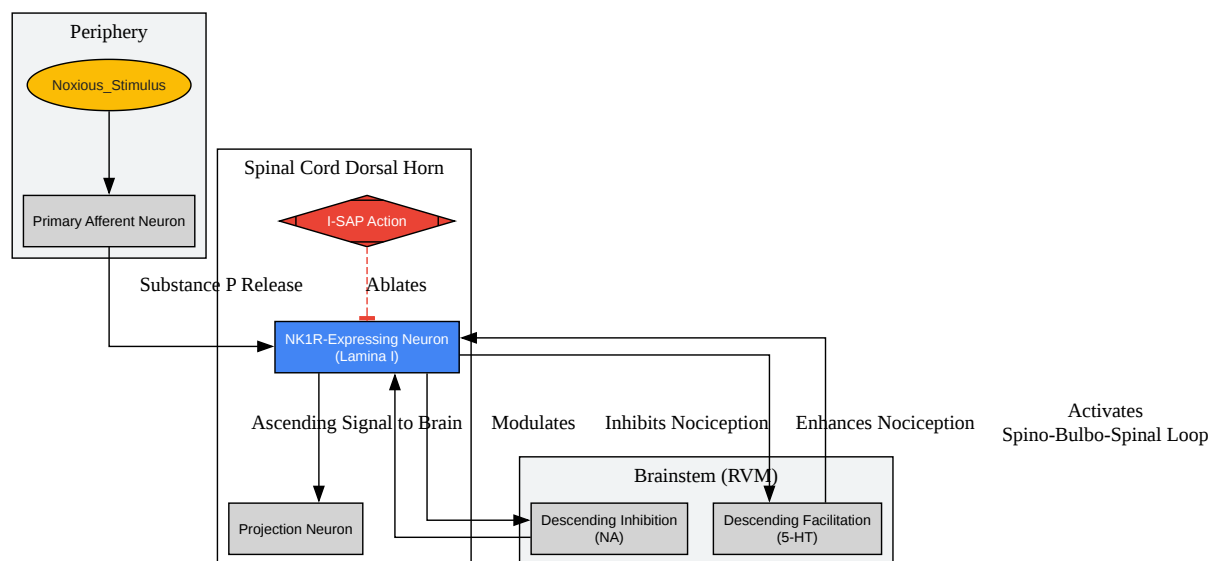 Periphery
Noxious_Stimulus
Primary Afferent Neuron
Spinal Cord Dorsal Horn
I-SAP Action
Substance P Release
Ablates
NK1R-Expressing Neuron
(Lamina I)
Ascending Signal to Brain
Modulates
Inhibits Nociception
Enhances Nociception
Activates
Spino-Bulbo-Spinal Loop
Brainstem (RVM)
Projection Neuron
Descending Inhibition
(NA)
Descending Facilitation
(5-HT)